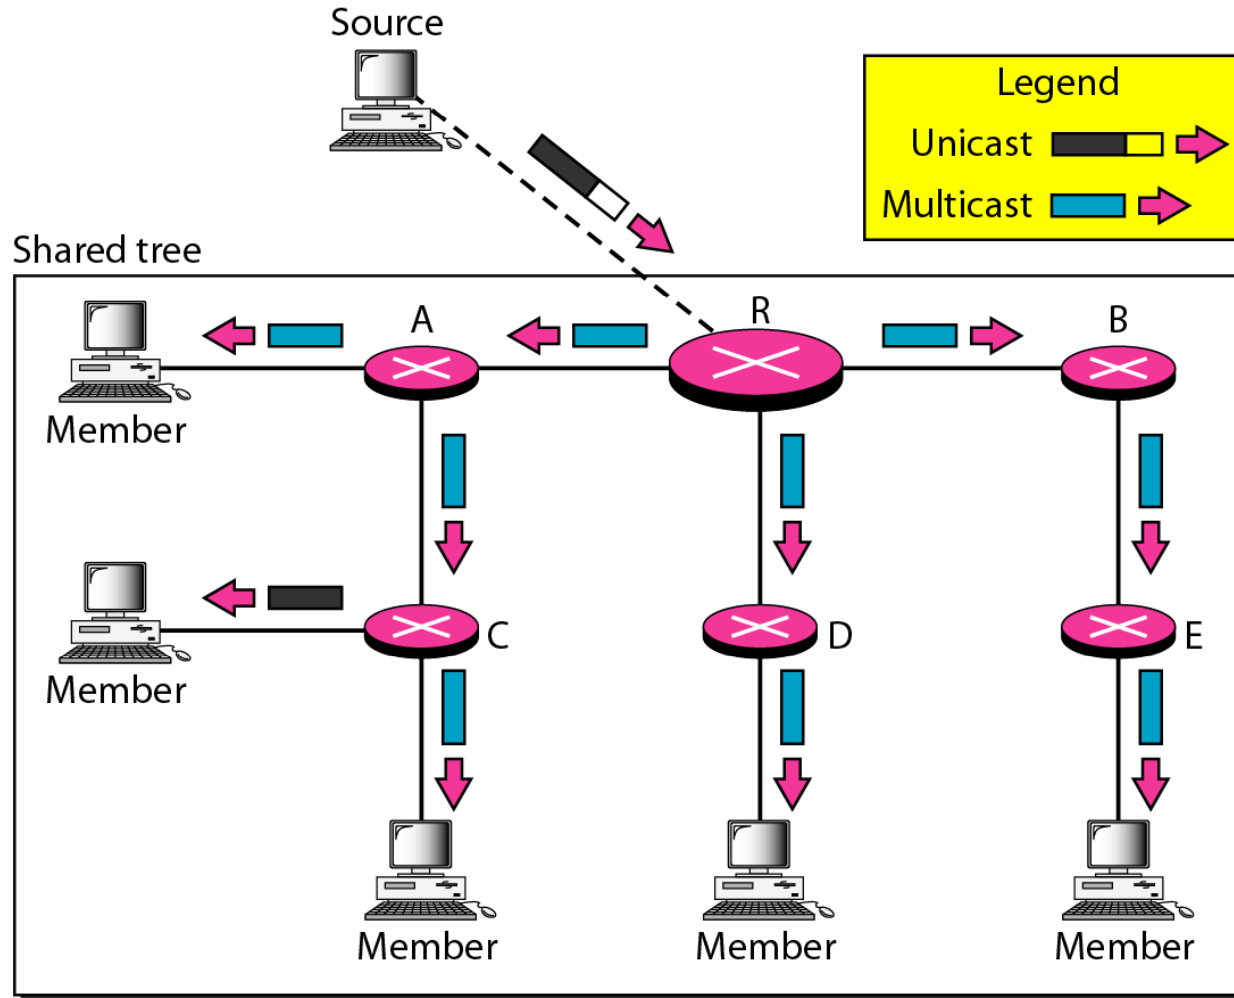 Source
Legend
Unicast
Multicast
Shared tree
A
R
B
Member
C
D
E
Member
Member
Member
Member